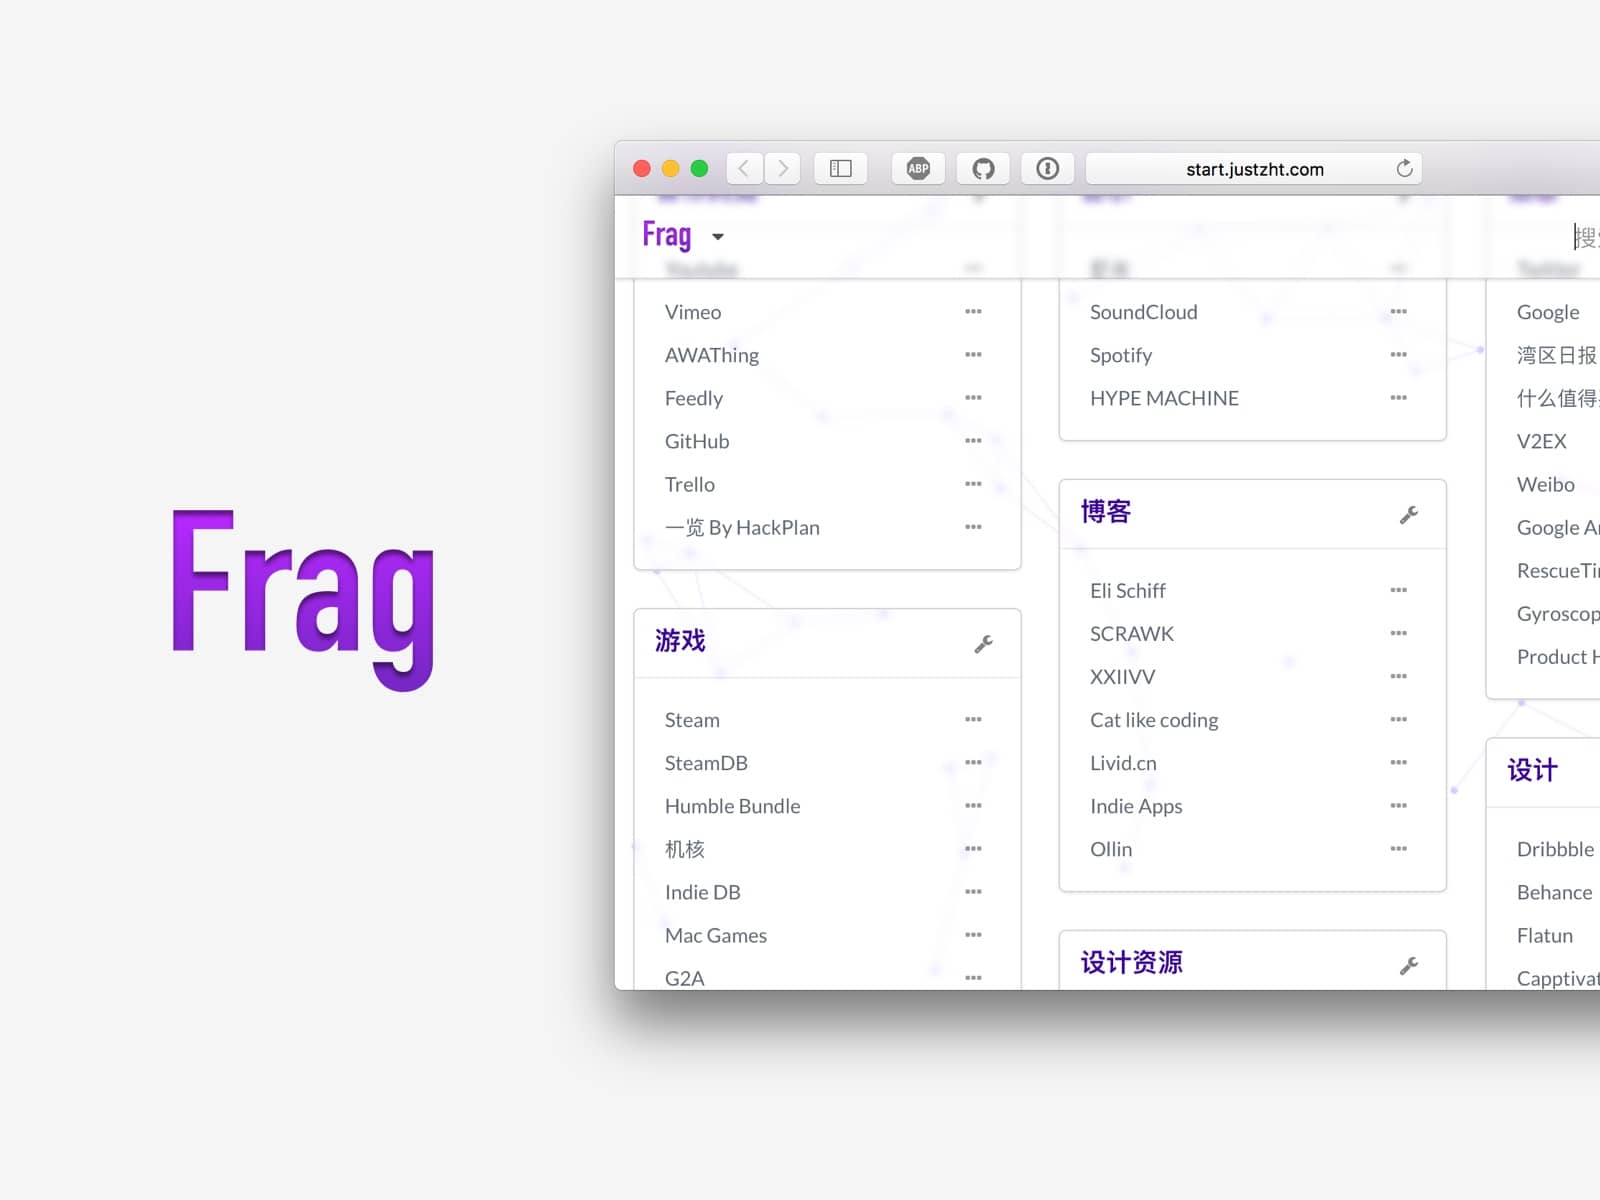 Frag
ABP
start.justzht.com
Frag
Youtube
Vimeo
AWAThing
Feedly
GitHub
Trello
一览 By HackPlan
游戏
Steam
SteamDB
Humble Bundle
机核
Indie DB
Mac Games
G2A
SoundCloud
Spotify
HYPE MACHINE
博客
Eli Schiff
SCRAWK
XXIIVV
Cat like coding
Livid.cn
Indie Apps
Ollin
设计资源
搜
Twitter
Google
湾区日报
什么值得
V2EX
Weibo
Google A
RescueTi
Gyroscop
Product H
设计
Dribbble
Behance
Flatun
Capptivat